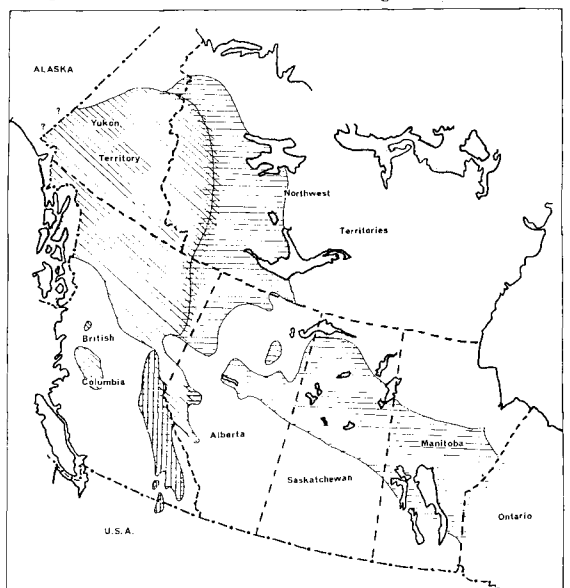 ALASKA
?
?
Yukon
Territory
Northwest
Territories
British
Columbia
Alberta
Manitoba
Saskatchewan
Ontario
U.S.A.